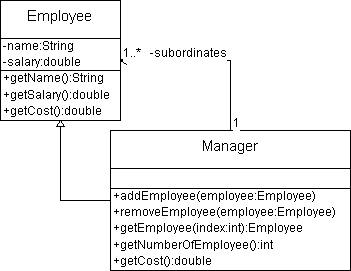 Employee
-name:String
-salary:double
+getName():String
+getSalary():double
+getCost():double
1..* -subordinates
1
Manager
+addEmployee(employee:Employee)
+removeEmployee(employee:Employee)
+getEmployee(index:int):Employee
+getNumberOfEmployee():int
+getCost():double